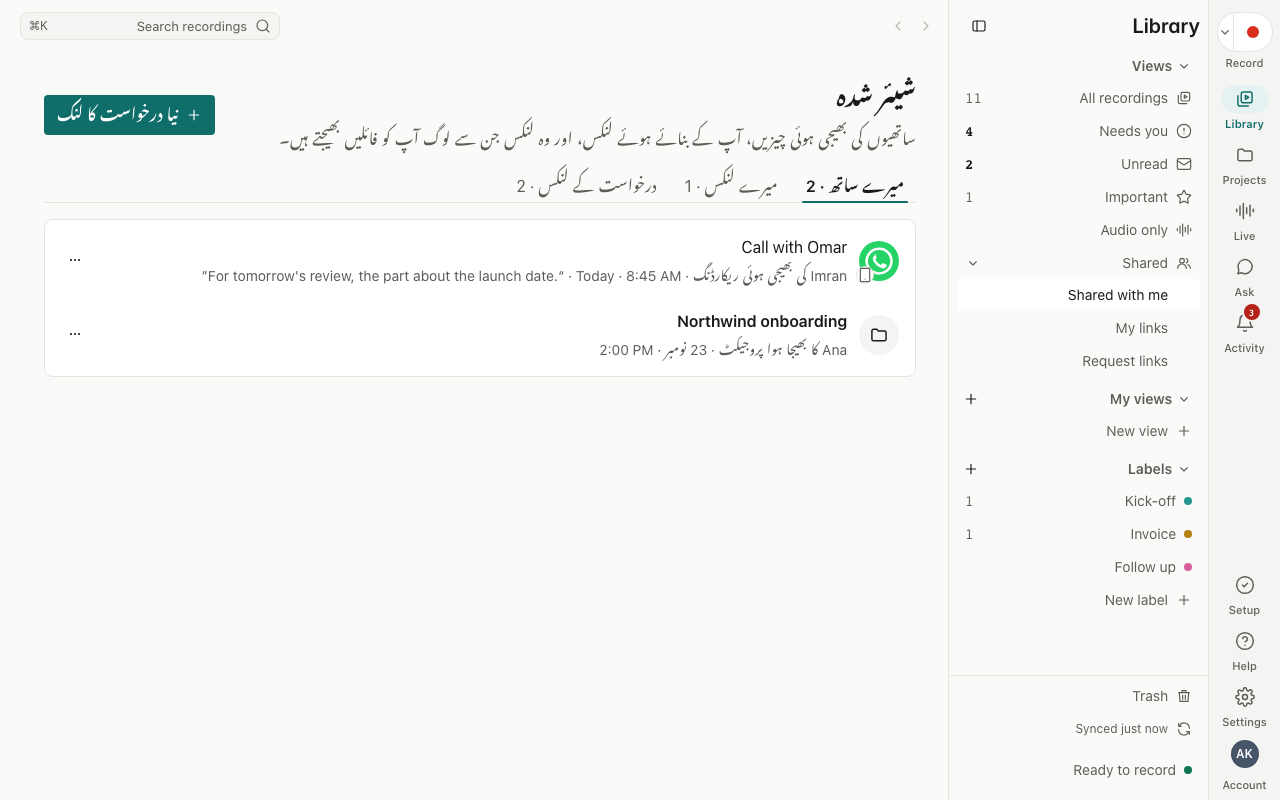 Record
Library
Projects
Live
Ask
3
Activity
Setup
Help
Settings
AK
Account
Library
Views
All recordings 11
Needs you 4
Unread 2
Important 1
Audio only
Shared
Shared with me
My links
Request links
My views
New view
Labels
Kick-off 1
Invoice 1
Follow up
New label
Trash
Synced just now
Ready to record
Search recordings ⌘K
شیئر شدہ
ساتھیوں کی بھیجی ہوئی چیزیں، آپ کے بنائے ہوئے لنکس، اور وہ لنکس جن سے لوگ آپ کو فائلیں بھیجتے ہیں۔
نیا درخواست کا لنک
میرے ساتھ · 2
میرے لنکس · 1
درخواست کے لنکس · 2
Call with Omar
Imran کی بھیجی ہوئی ریکارڈنگ · Today · 8:45 AM · “For tomorrow's review, the part about the launch date.”
Northwind onboarding
Ana کا بھیجا ہوا پروجیکٹ · 23 نومبر · 2:00 PM